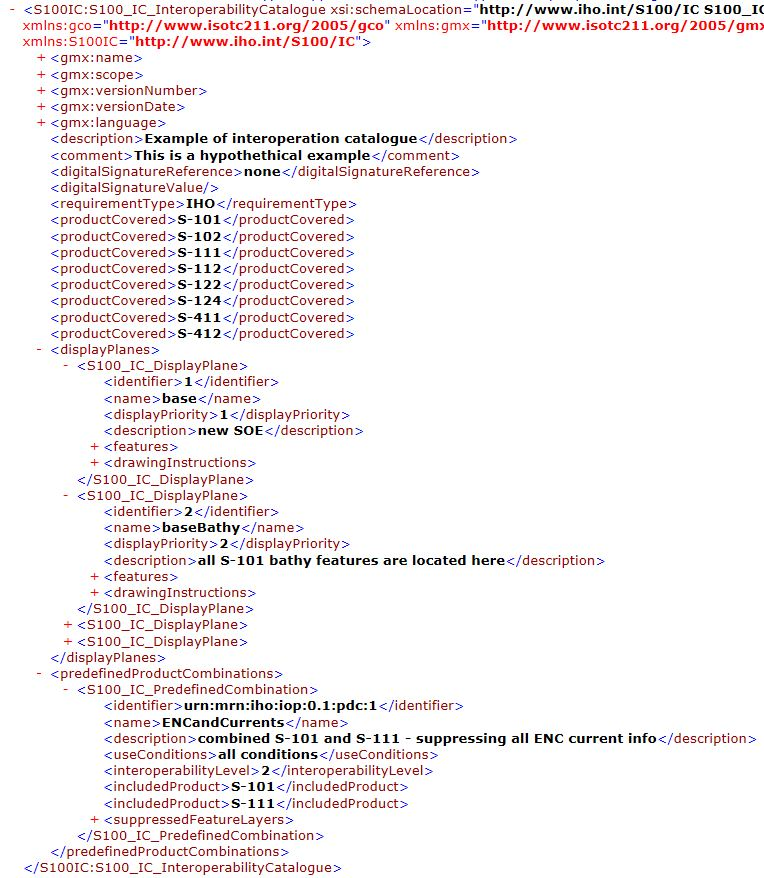 - <S100IC:S100_IC_InteroperabilityCatalogue xsi:schemaLocation="http://www.iho.int/S100/IC S100_IC
xmlns:gco="http://www.isotc211.org/2005/gco" xmlns:gmx="http://www.isotc211.org/2005/gmx
xmlns:S100IC="http://www.iho.int/S100/IC">
+ <gmx:name>
+ <gmx:scope>
+ <gmx:versionNumber>
+ <gmx:versionDate>
+ <gmx:language>
<description>Example of interoperation catalogue</description>
<comment>This is a hypothethical example</comment>
<digitalSignatureReference>none</digitalSignatureReference>
<digitalSignatureValue/>
<requirementType>IHO</requirementType>
<productCovered>S-101</productCovered>
<productCovered>S-102</productCovered>
<productCovered>S-111</productCovered>
<productCovered>S-112</productCovered>
<productCovered>S-122</productCovered>
<productCovered>S-124</productCovered>
<productCovered>S-411</productCovered>
<productCovered>S-412</productCovered>
- <displayPlanes>
- <S100_IC_DisplayPlane>
<identifier>1</identifier>
<name>base</name>
<displayPriority>1</displayPriority>
<description>new SOE</description>
+ <features>
+ <drawingInstructions>
</S100_IC_DisplayPlane>
- <S100_IC_DisplayPlane>
<identifier>2</identifier>
<name>baseBathy</name>
<displayPriority>2</displayPriority>
<description>all S-101 bathy features are located here</description>
+ <features>
+ <drawingInstructions>
</S100_IC_DisplayPlane>
+ <S100_IC_DisplayPlane>
+ <S100_IC_DisplayPlane>
</displayPlanes>
- <predefinedProductCombinations>
- <S100_IC_PredefinedCombination>
<identifier>urn:mrn:iho:iop:0.1:pdc:1</identifier>
<name>ENCandCurrents</name>
<description>combined S-101 and S-111 - suppressing all ENC current info</description>
<useConditions>all conditions</useConditions>
<interoperabilityLevel>2</interoperabilityLevel>
<includedProduct>S-101</includedProduct>
<includedProduct>S-111</includedProduct>
+ <suppressedFeatureLayers>
</S100_IC_PredefinedCombination>
</predefinedProductCombinations>
</S100IC:S100_IC_InteroperabilityCatalogue>